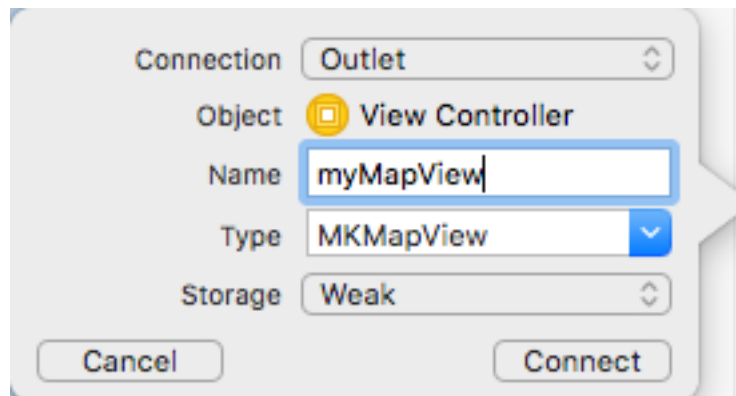 Connection Outlet
Object View Controller
Name myMapView
Type MKMapView
Storage Weak
Cancel Connect